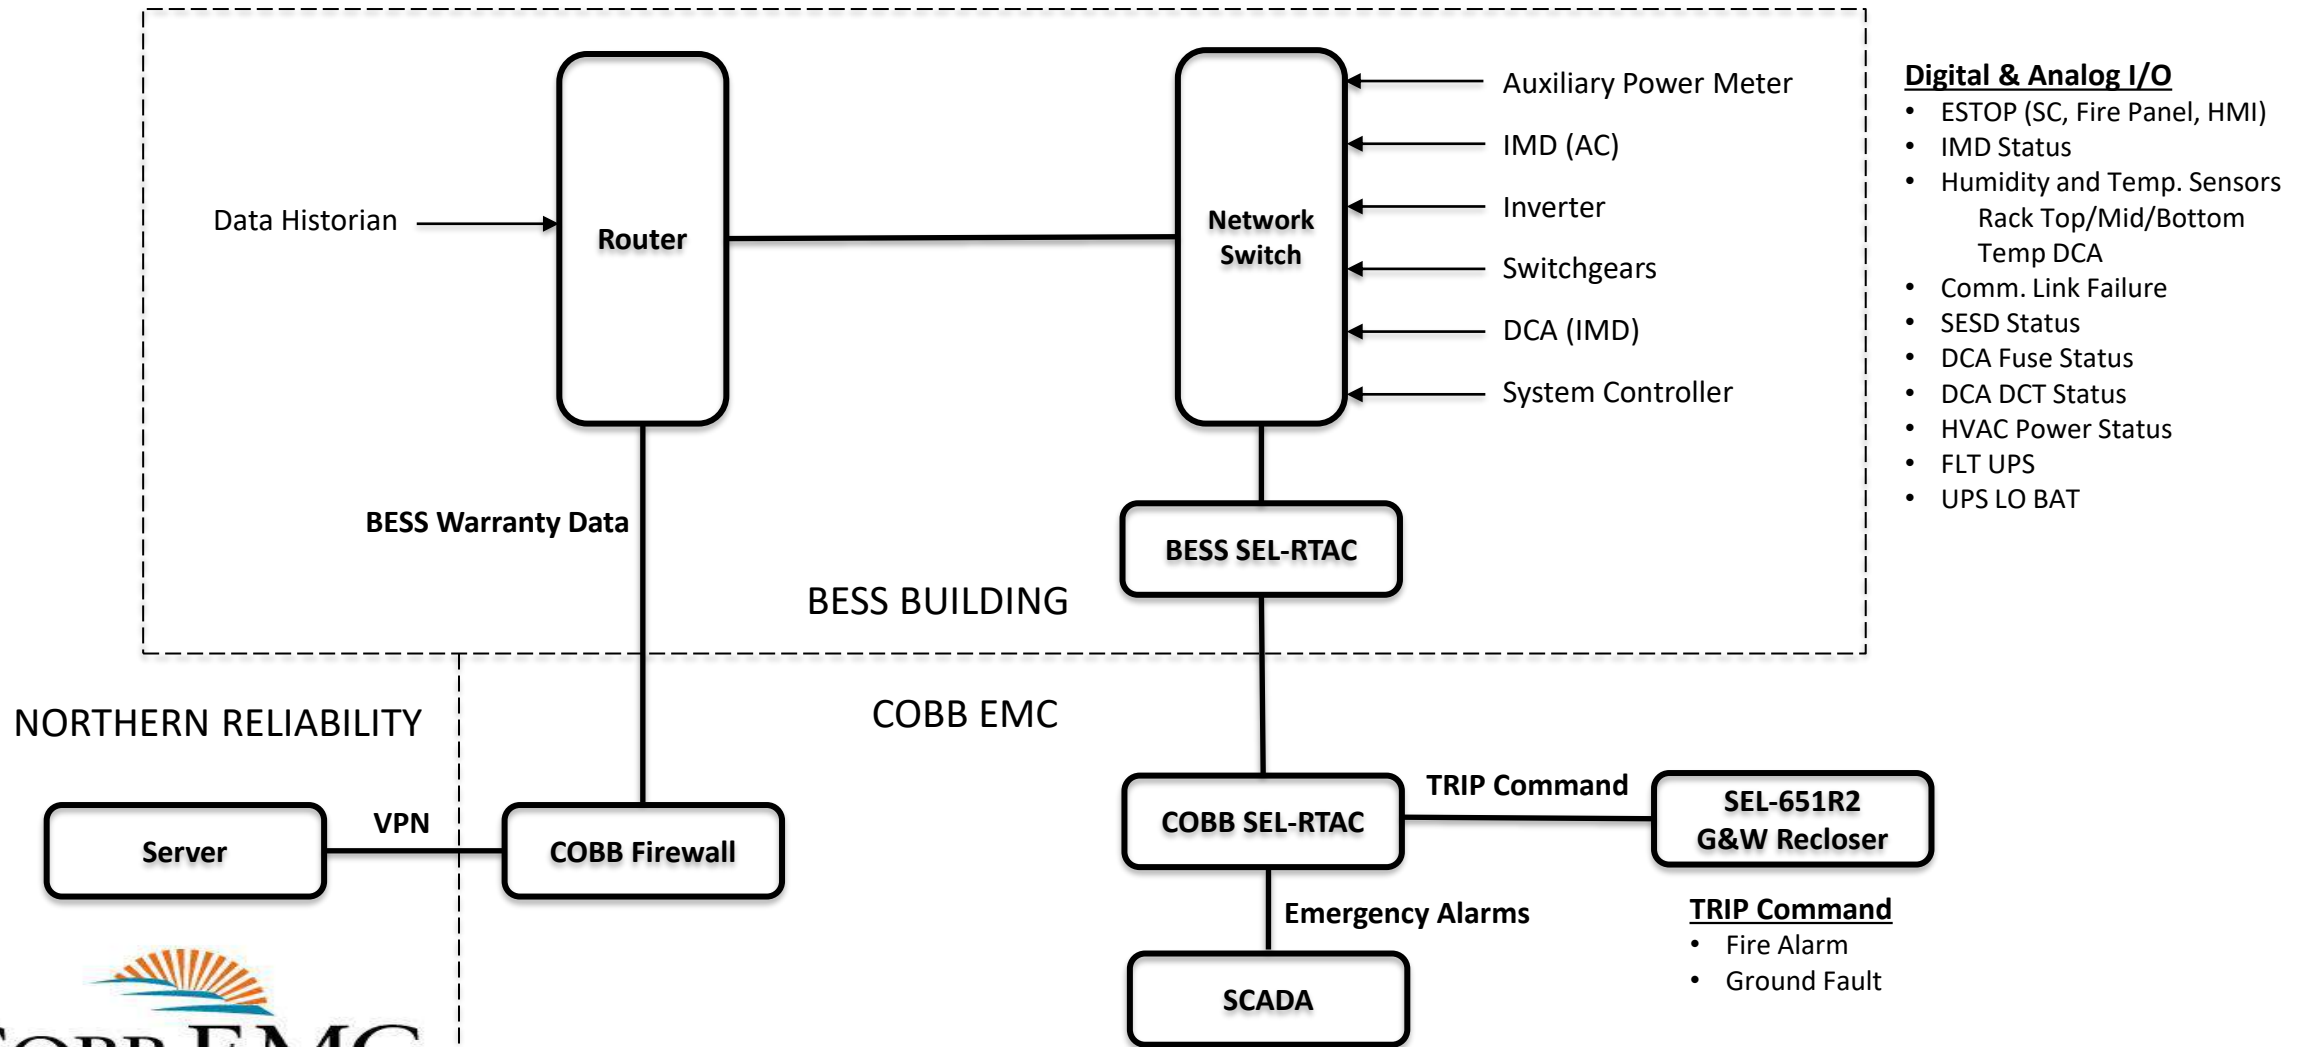 Auxiliary Power Meter
IMD (AC)
Inverter
Switchgears
DCA (IMD)
System Controller
Data Historian
Router
Network
Switch
BESS Warranty Data
BESS SEL-RTAC
BESS BUILDING
Digital & Analog I/O
• ESTOP (SC, Fire Panel, HMI)
• IMD Status
• Humidity and Temp. Sensors
Rack Top/Mid/Bottom
Temp DCA
• Comm. Link Failure
• SESD Status
• DCA Fuse Status
• DCA DCT Status
• HVAC Power Status
• FLT UPS
• UPS LO BAT
NORTHERN RELIABILITY
COBB EMC
Server
VPN
COBB Firewall
COBB SEL-RTAC
TRIP Command
SEL-651R2
G&W Recloser
Emergency Alarms
SCADA
TRIP Command
• Fire Alarm
• Ground Fault
COBB EMC